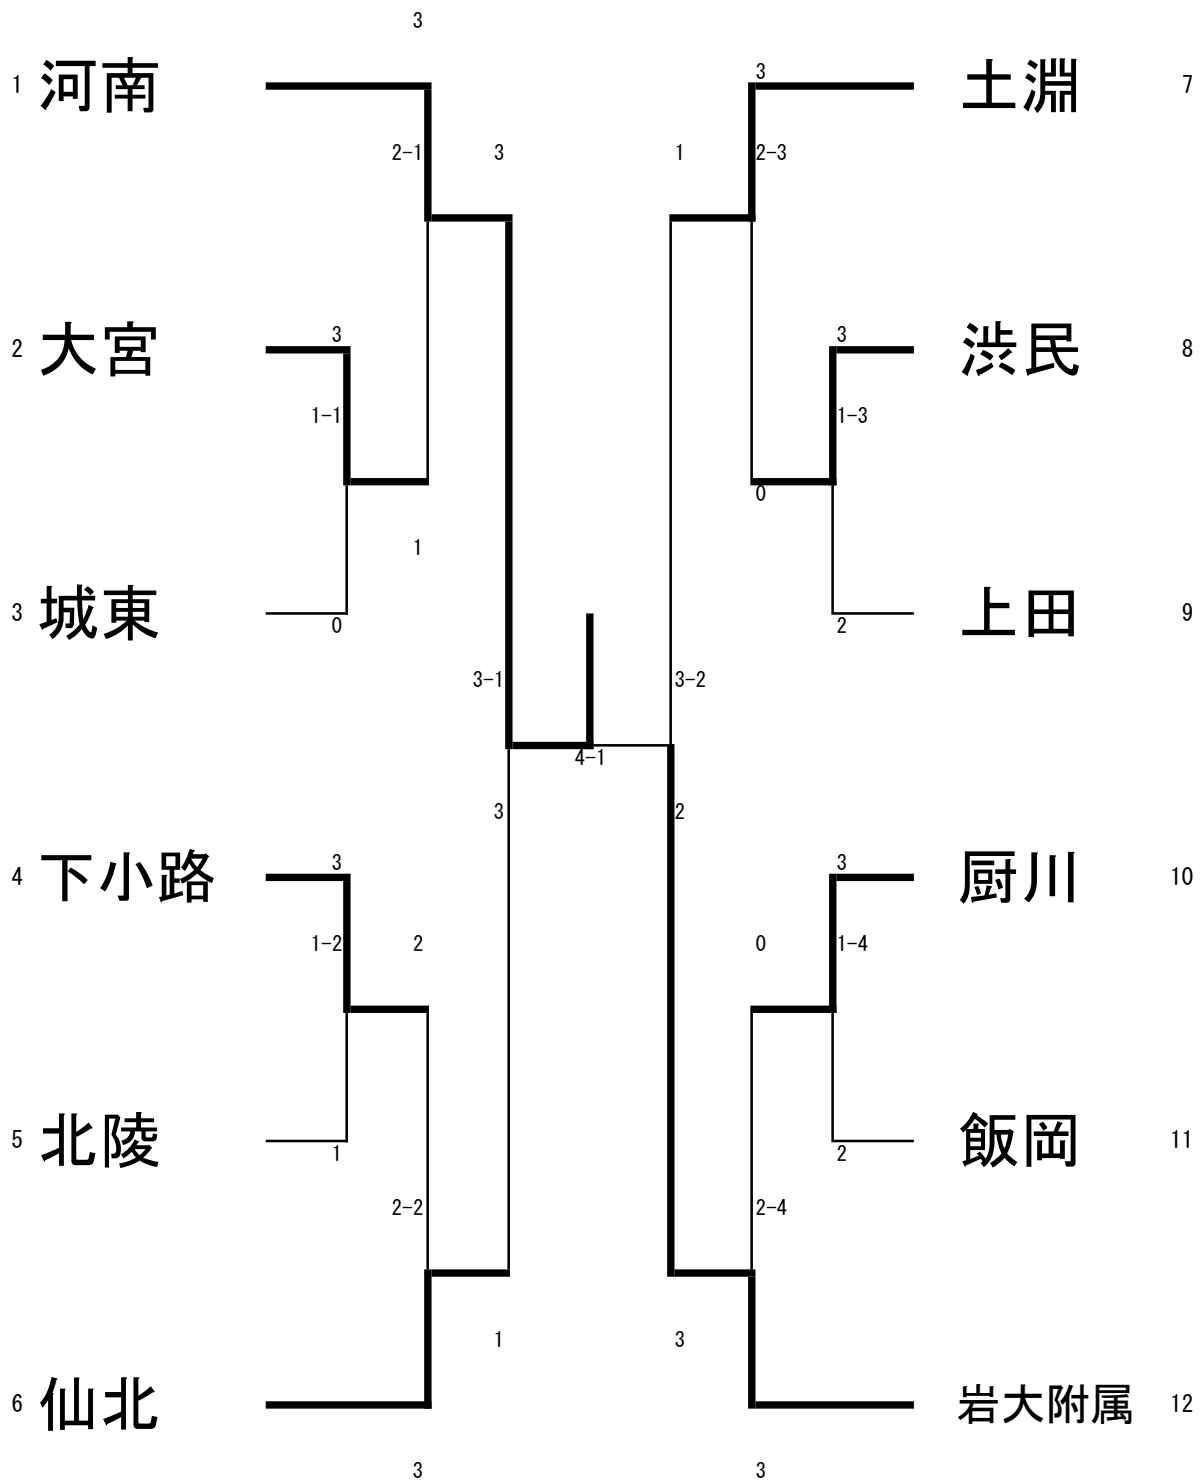 3
1 河南 3 土淵 7
2-1 3 1 2-3
2 大宮 3 3 渋民 8
1-1 1-3
0
1
3 城東 0 2 上田 9
3-1 3-2
4-1
3 2
4 下小路 3 3 厨川 10
1-2 2 0 1-4
5 北陵 1 2 飯岡 11
2-2 2-4
1 3
6 仙北 岩大附属 12
3 3